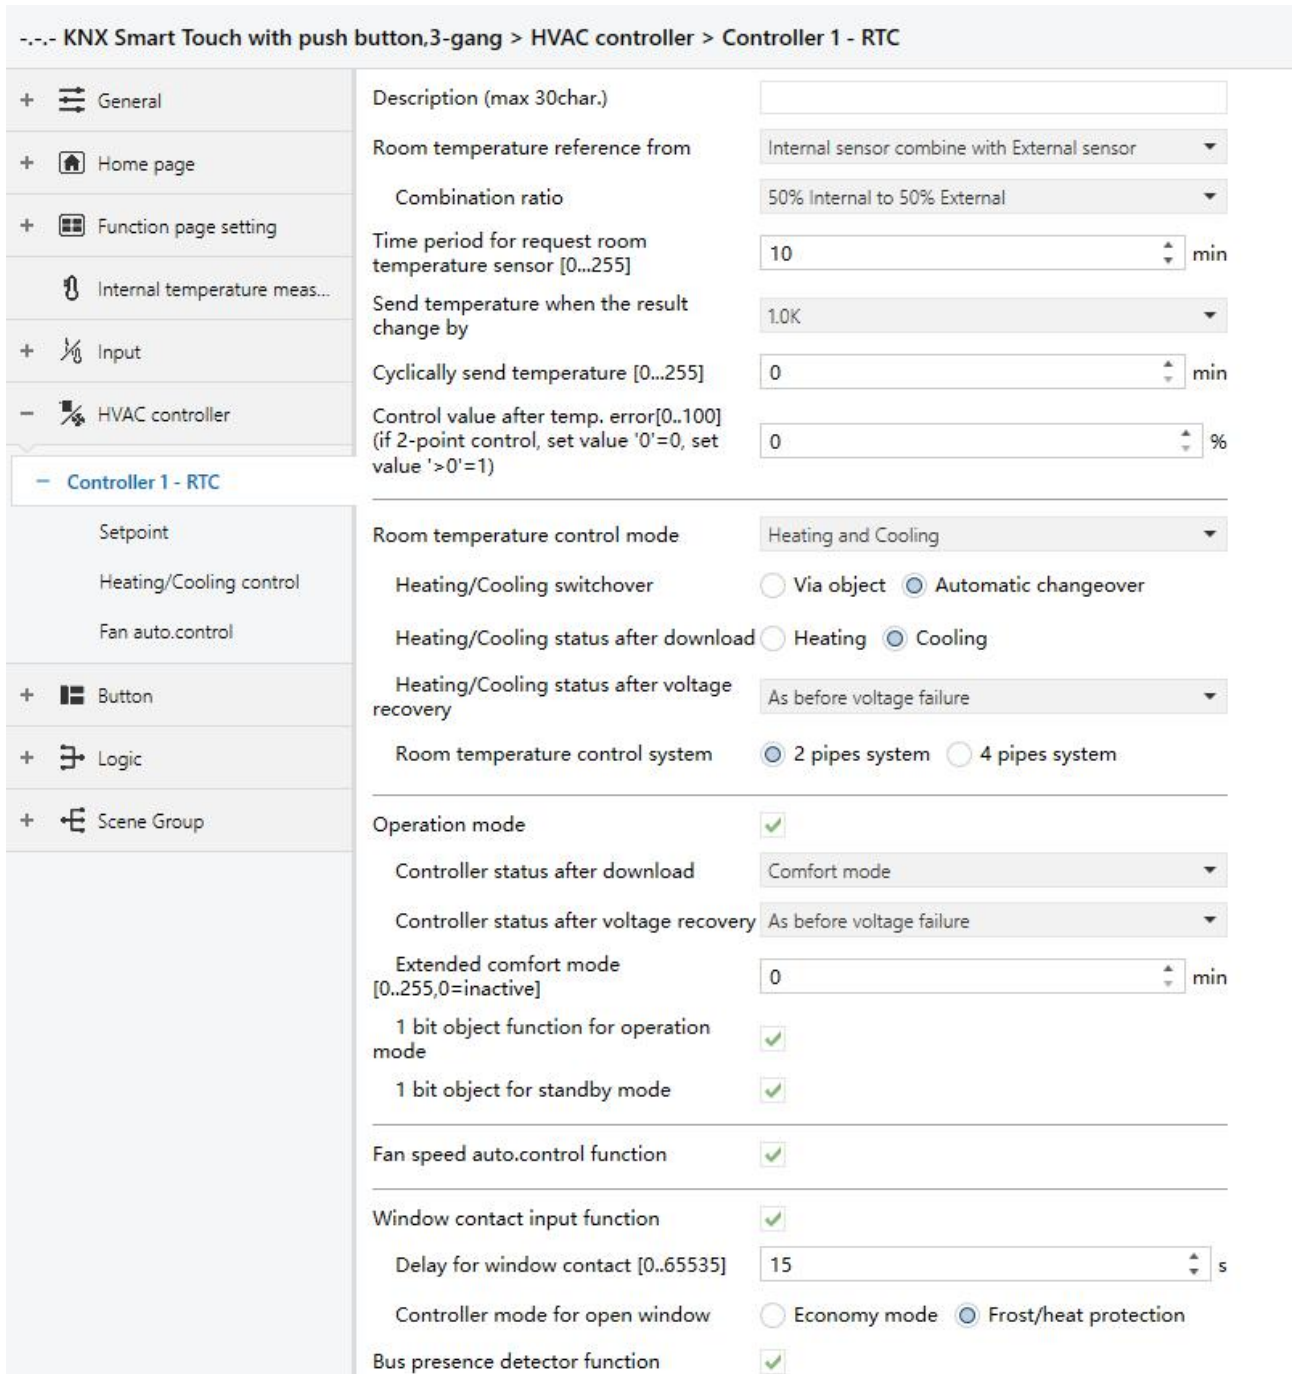 -.-.- KNX Smart Touch with push button,3-gang > HVAC controller > Controller 1 - RTC
+ General
+ Home page
+ Function page setting
Internal temperature meas...
+ Input
− HVAC controller
− Controller 1 - RTC
Setpoint
Heating/Cooling control
Fan auto.control
+ Button
+ Logic
+ Scene Group
Description (max 30char.)
Room temperature reference from Internal sensor combine with External sensor
Combination ratio 50% Internal to 50% External
Time period for request room
temperature sensor [0...255] 10 min
Send temperature when the result
change by 1.0K
Cyclically send temperature [0...255] 0 min
Control value after temp. error[0..100]
(if 2-point control, set value '0'=0, set 0 %
value '>0'=1)
Room temperature control mode Heating and Cooling
Heating/Cooling switchover Via object Automatic changeover
Heating/Cooling status after download Heating Cooling
Heating/Cooling status after voltage
recovery As before voltage failure
Room temperature control system 2 pipes system 4 pipes system
Operation mode
Controller status after download Comfort mode
Controller status after voltage recovery As before voltage failure
Extended comfort mode
[0..255,0=inactive] 0 min
1 bit object function for operation
mode
1 bit object for standby mode
Fan speed auto.control function
Window contact input function
Delay for window contact [0..65535] 15 s
Controller mode for open window Economy mode Frost/heat protection
Bus presence detector function